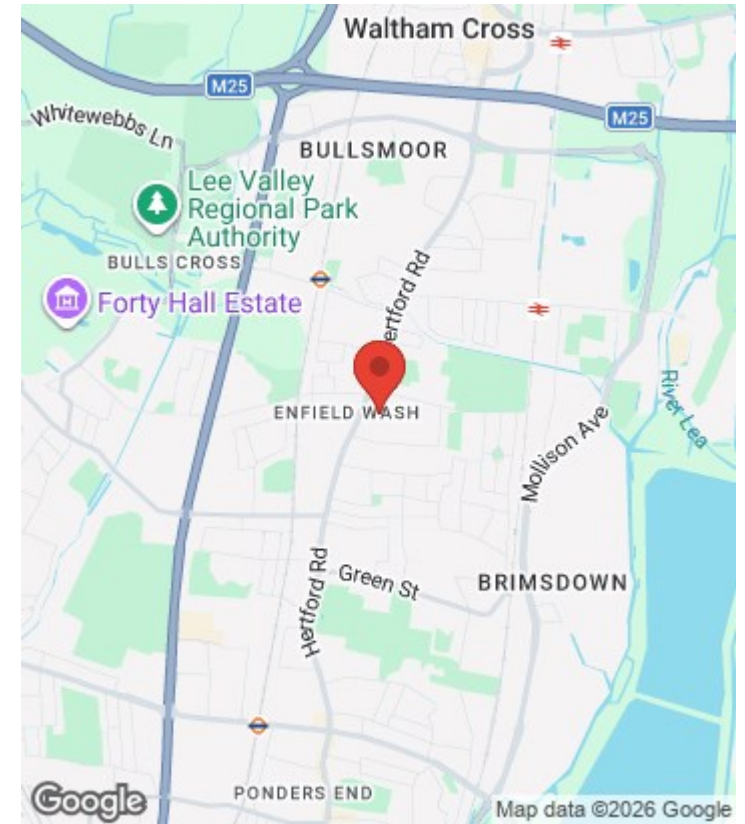 Waltham Cross
M25
M25
Whitewebbs Ln
BULLSMOOR
Lee Valley
Regional Park
Authority
BULLS CROSS
Forty Hall Estate
ertford Rd
ENFIELD WASH
River Lea
Mollison Ave
Hertford Rd
Green St
BRIMSDOWN
PONDERS END
Google
Map data ©2026 Google